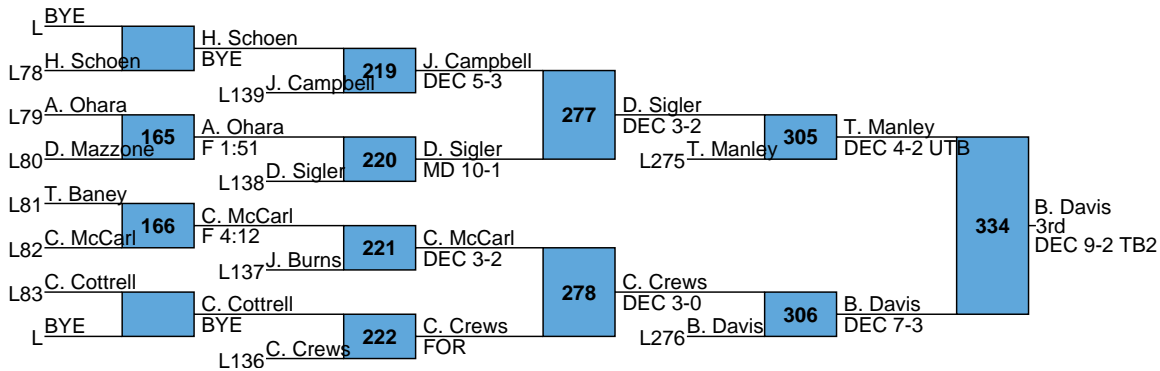 L BYE
L78 H. Schoen
H. Schoen
BYE
L139 J. Campbell
219
J. Campbell
DEC 5-3
L79 A. Ohara
165
L80 D. Mazzone
A. Ohara
F 1:51
220
L138 D. Sigler
D. Sigler
MD 10-1
277
D. Sigler
DEC 3-2
L275 T. Manley
305
T. Manley
DEC 4-2 UTB
L81 T. Baney
166
L82 C. McCarl
C. McCarl
F 4:12
221
L137 J. Burns
C. McCarl
DEC 3-2
L83 C. Cottrell
L BYE
C. Cottrell
BYE
222
L136 C. Crews
C. Crews
FOR
278
C. Crews
DEC 3-0
L276 B. Davis
306
B. Davis
DEC 7-3
334
B. Davis
3rd
DEC 9-2 TB2